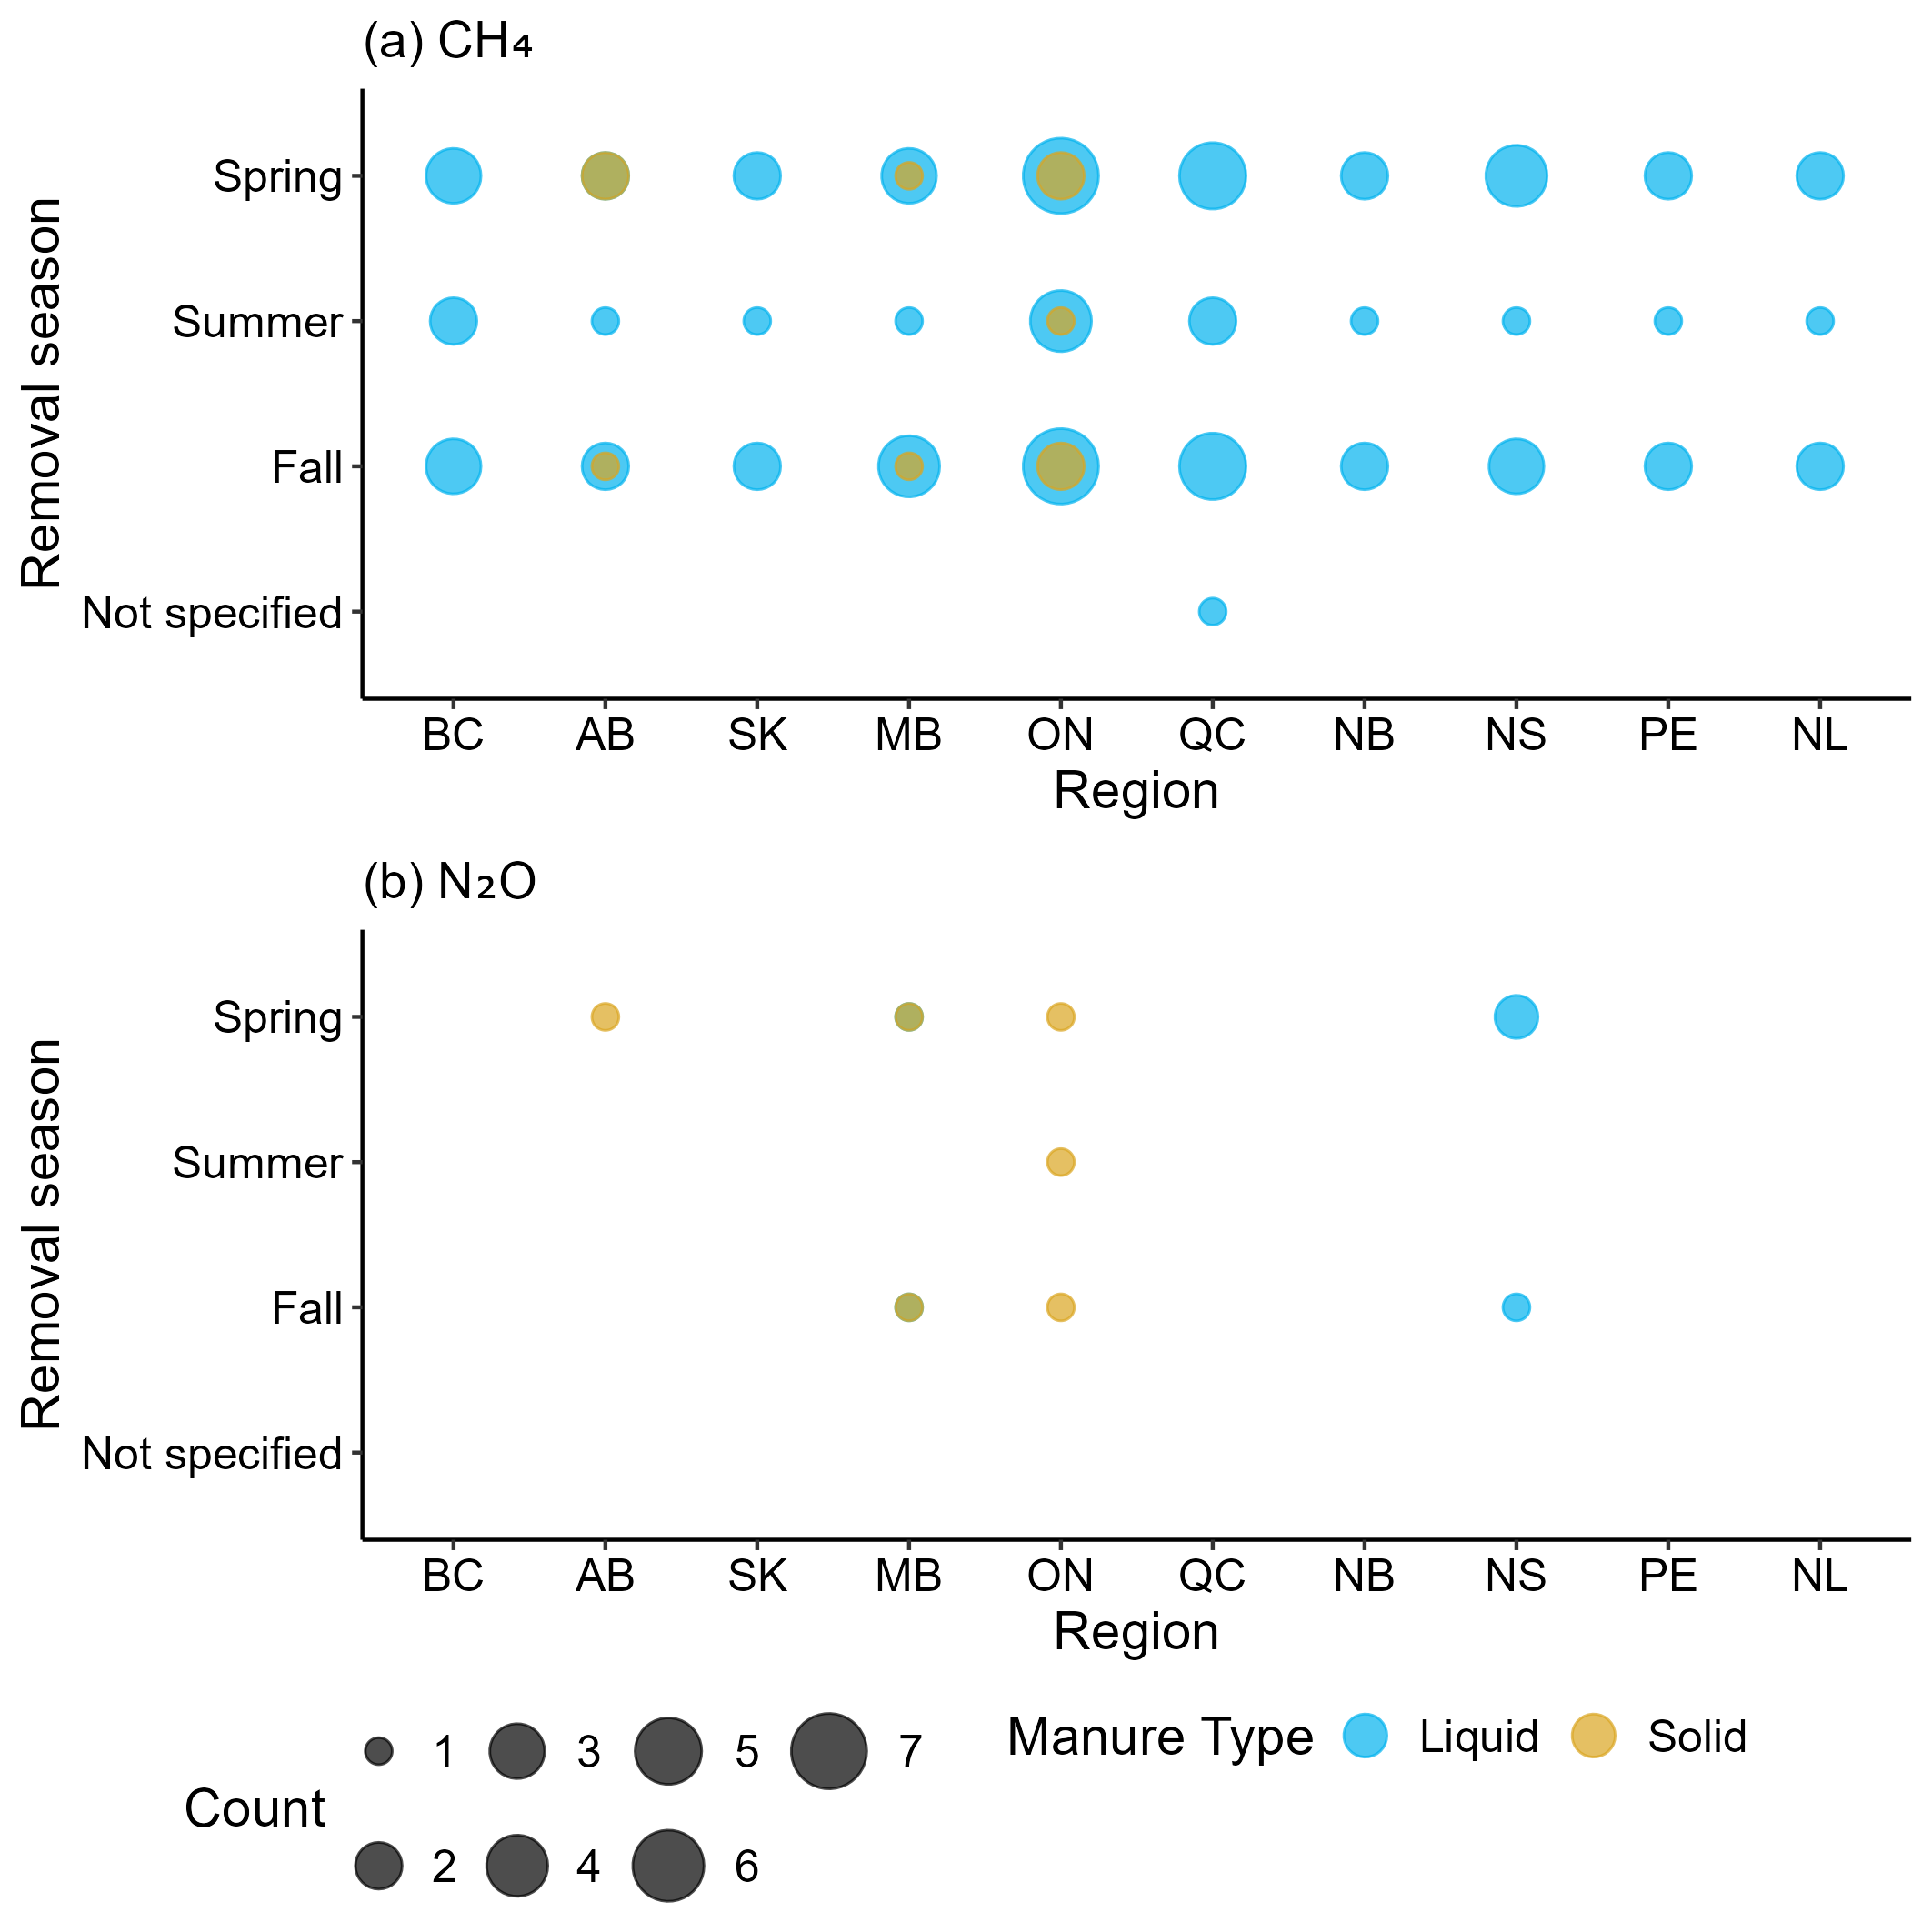 (a) CH₄
Removal season
Spring
Summer
Fall
Not specified
BC AB SK MB ON QC NB NS PE NL
Region
(b) N₂O
Removal season
Spring
Summer
Fall
Not specified
BC AB SK MB ON QC NB NS PE NL
Region
Count
1 3 5 7
2 4 6
Manure Type Liquid Solid